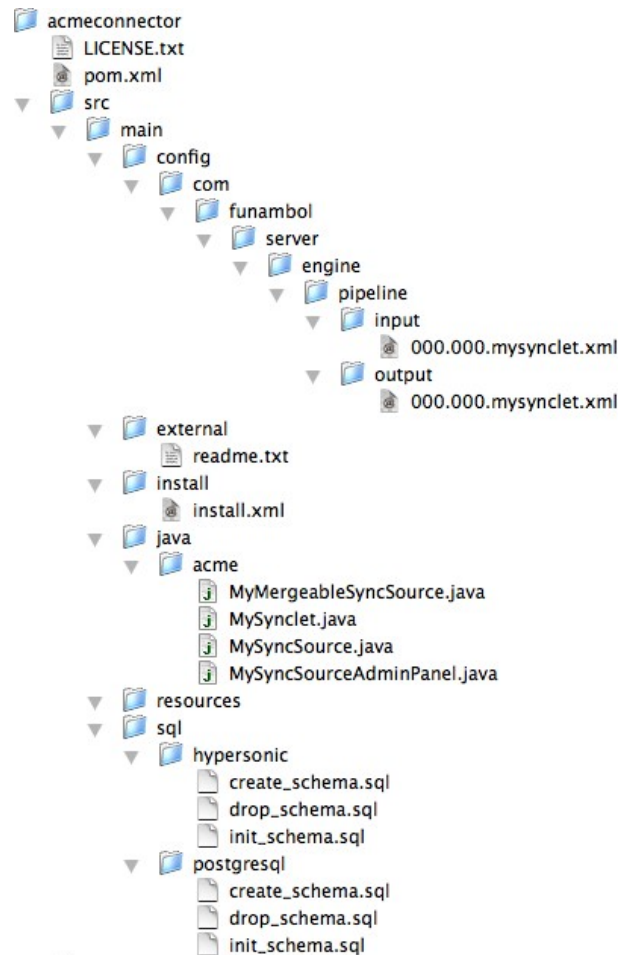 acmeconnector
LICENSE.txt
pom.xml
src
main
config
com
funambol
server
engine
pipeline
input
000.000.mysynclet.xml
output
000.000.mysynclet.xml
external
readme.txt
install
install.xml
java
acme
MyMergeableSyncSource.java
MySynclet.java
MySyncSource.java
MySyncSourceAdminPanel.java
resources
sql
hypersonic
create_schema.sql
drop_schema.sql
init_schema.sql
postgresql
create_schema.sql
drop_schema.sql
init_schema.sql